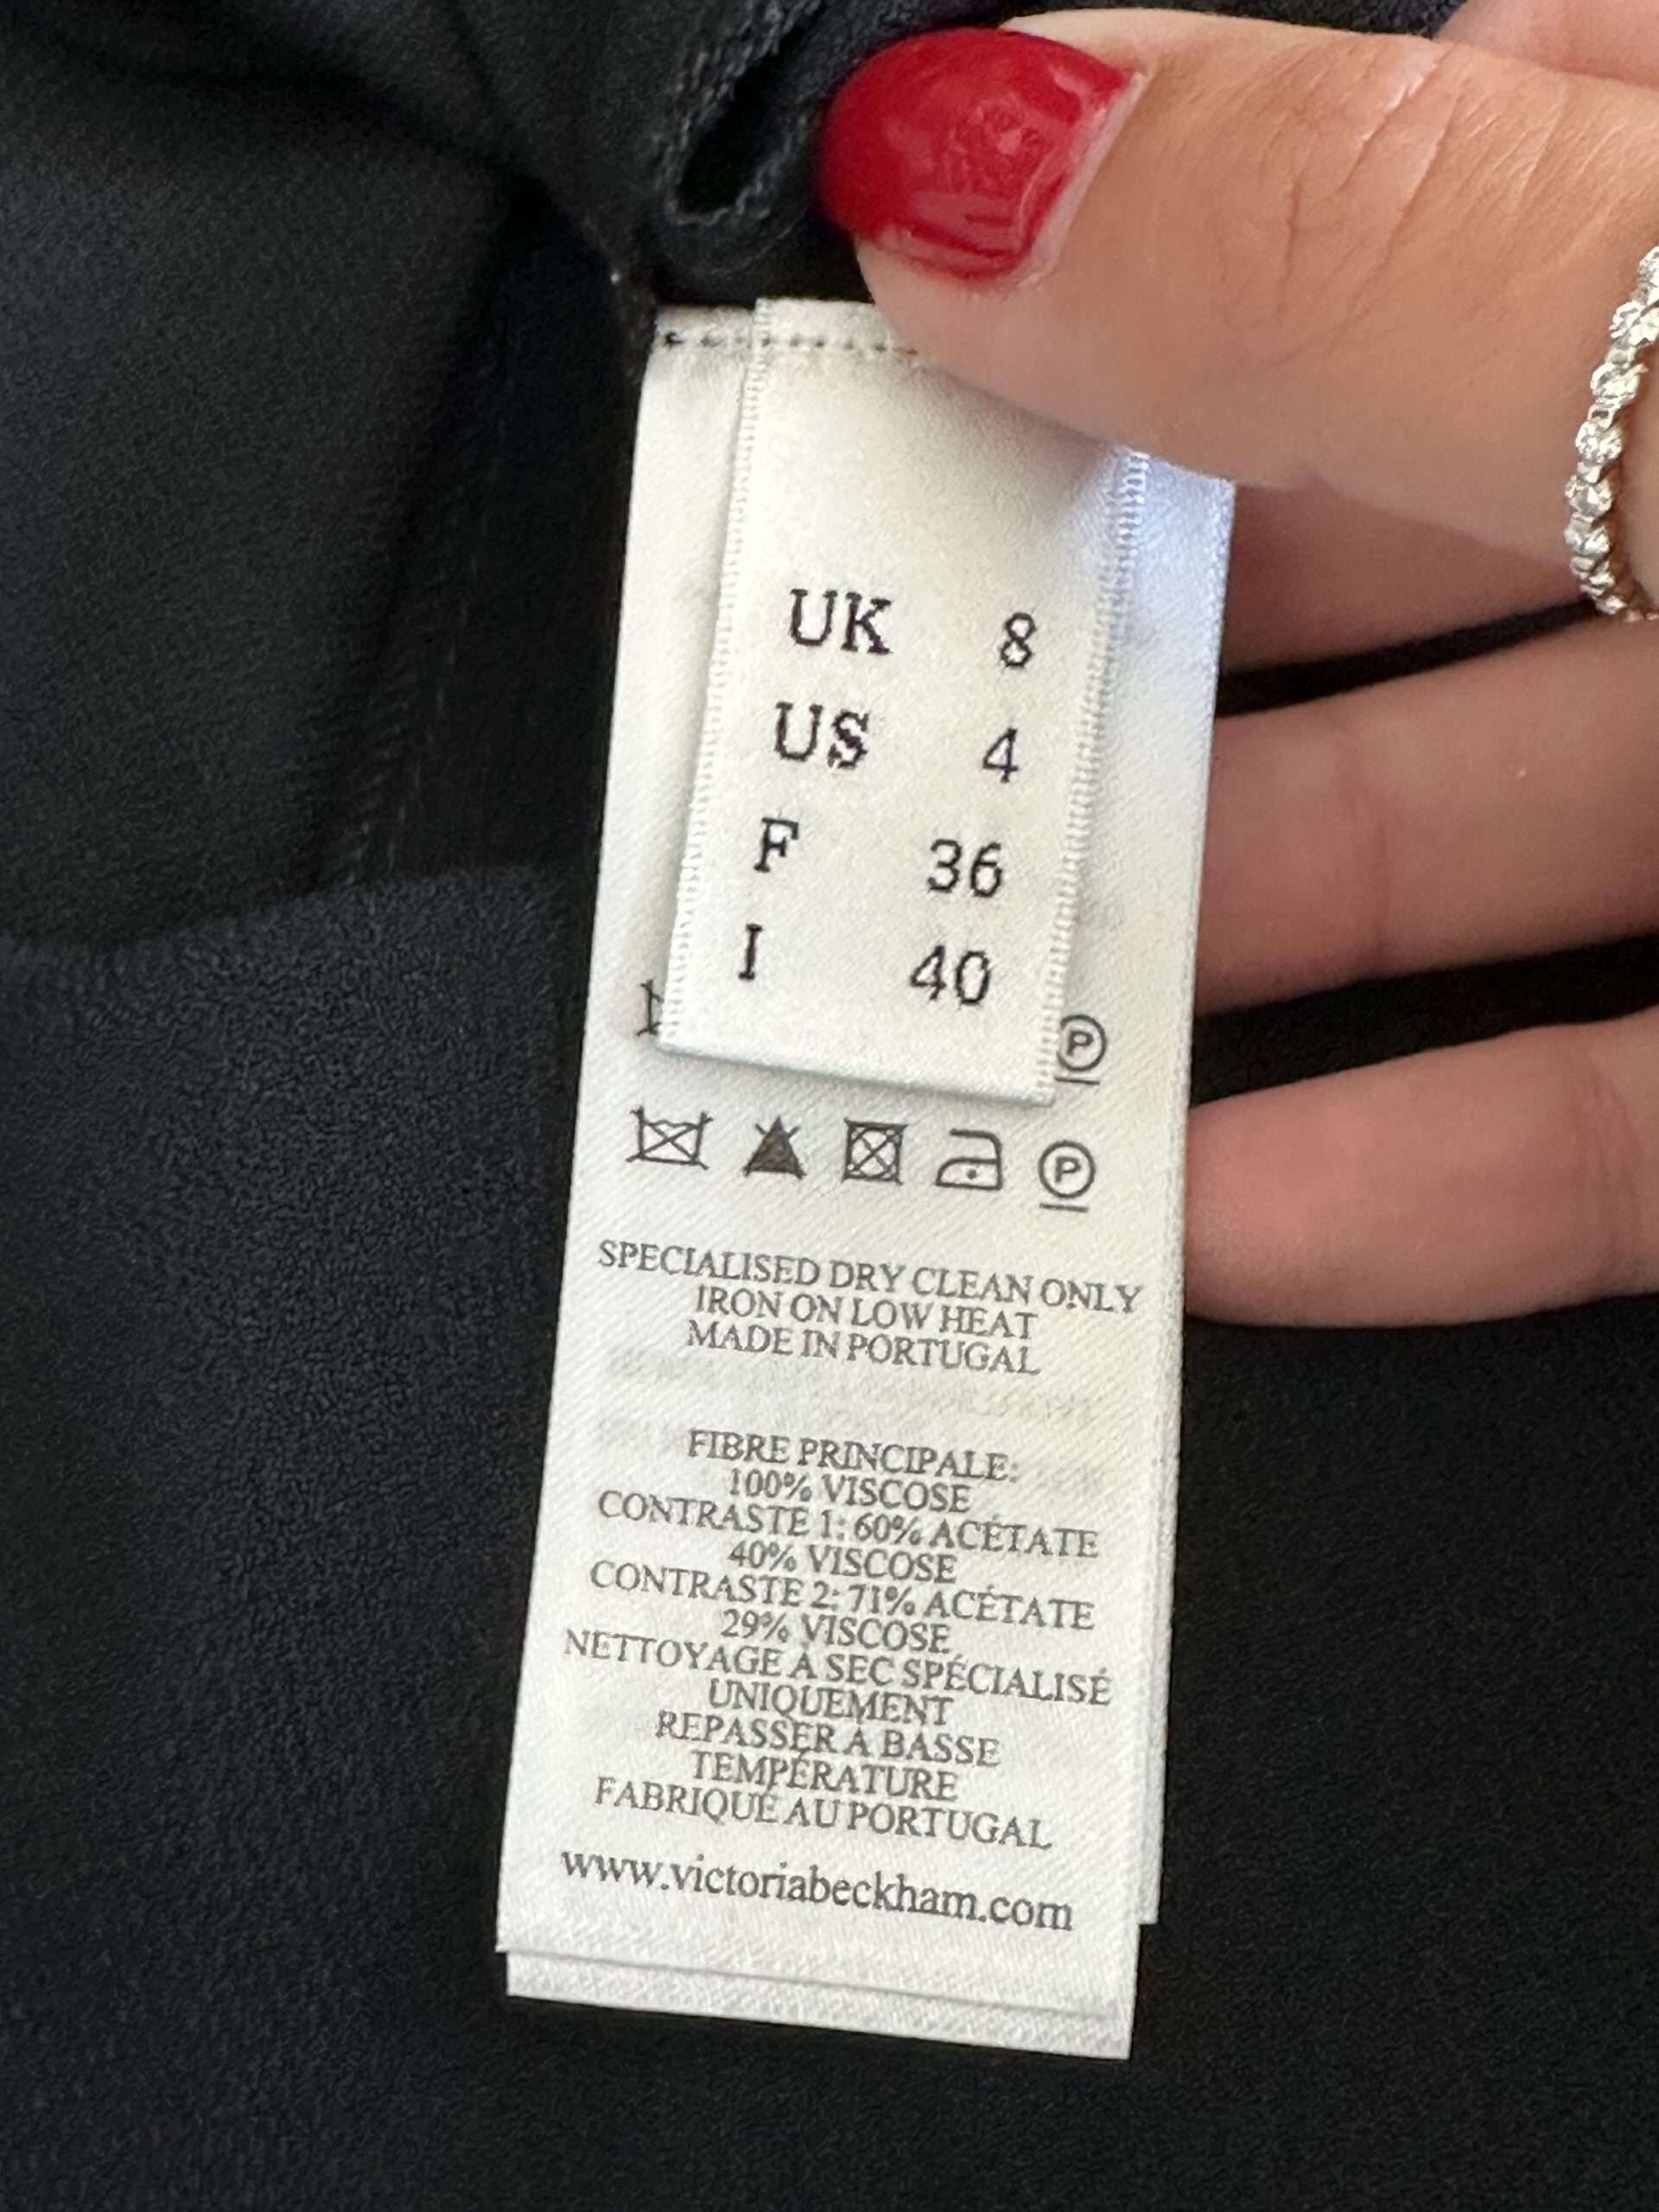 UK 8
US 4
F 36
I 40
P
P
SPECIALISED DRY CLEAN ONLY
IRON ON LOW HEAT
MADE IN PORTUGAL
FIBRE PRINCIPALE:
100% VISCOSE
CONTRASTE 1: 60% ACÉTATE
40% VISCOSE
CONTRASTE 2: 71% ACÉTATE
29% VISCOSE
NETTOYAGE À SEC SPÉCIALISÉ
UNIQUEMENT
REPASSER À BASSE
TEMPÉRATURE
FABRIQUÉ AU PORTUGAL
www.victoriabeckham.com